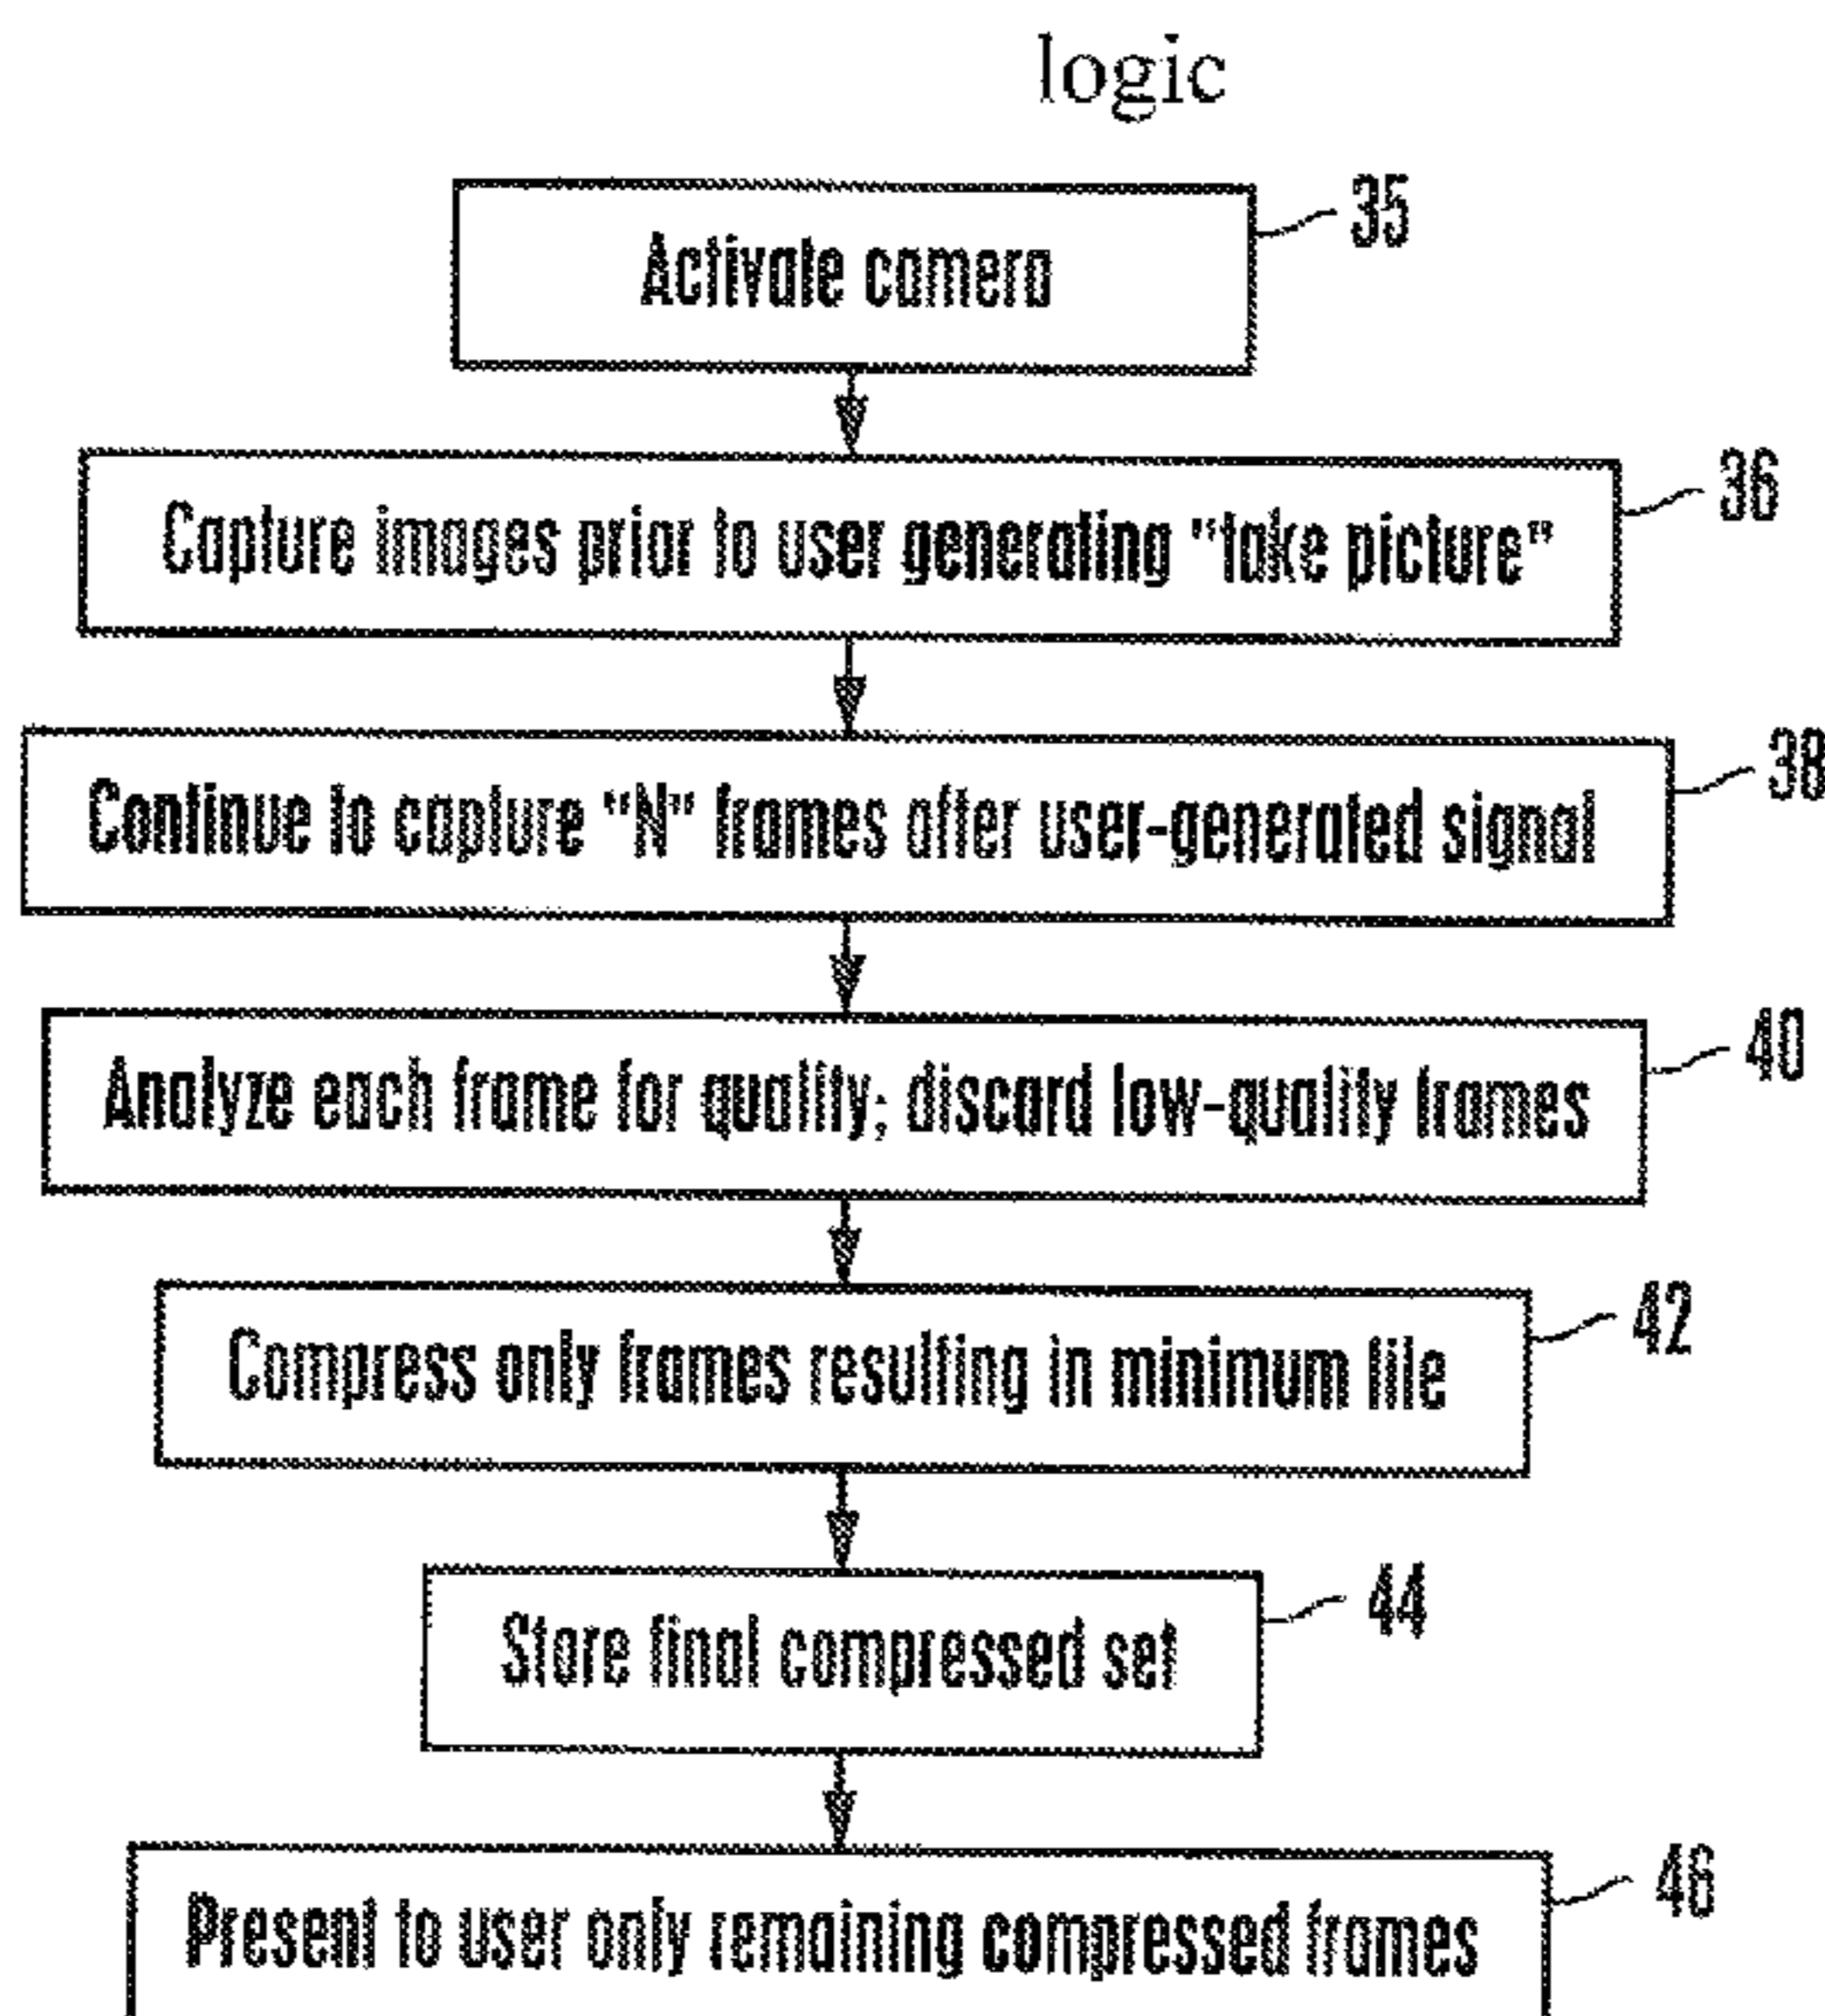 logic
Activate camera
35
Capture images prior to user generating "take picture"
36
Continue to capture "N" frames after user-generated signal
38
Analyze each frame for quality; discard low-quality frames
40
Compress only frames resulting in minimum file
42
Store final compressed set
44
Present to user only remaining compressed frames
46